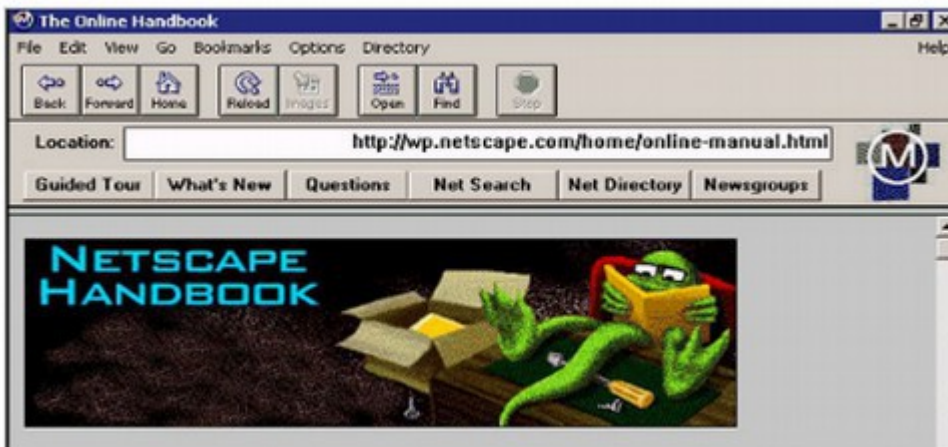 The Online Handbook
File Edit View Go Bookmarks Options Directory Help
Back Forward Home Reload Images Open Find Stop
Location: http://wp.netscape.com/home/online-manual.html
M
Guided Tour What's New Questions Net Search Net Directory Newsgroups
NETSCAPE
HANDBOOK